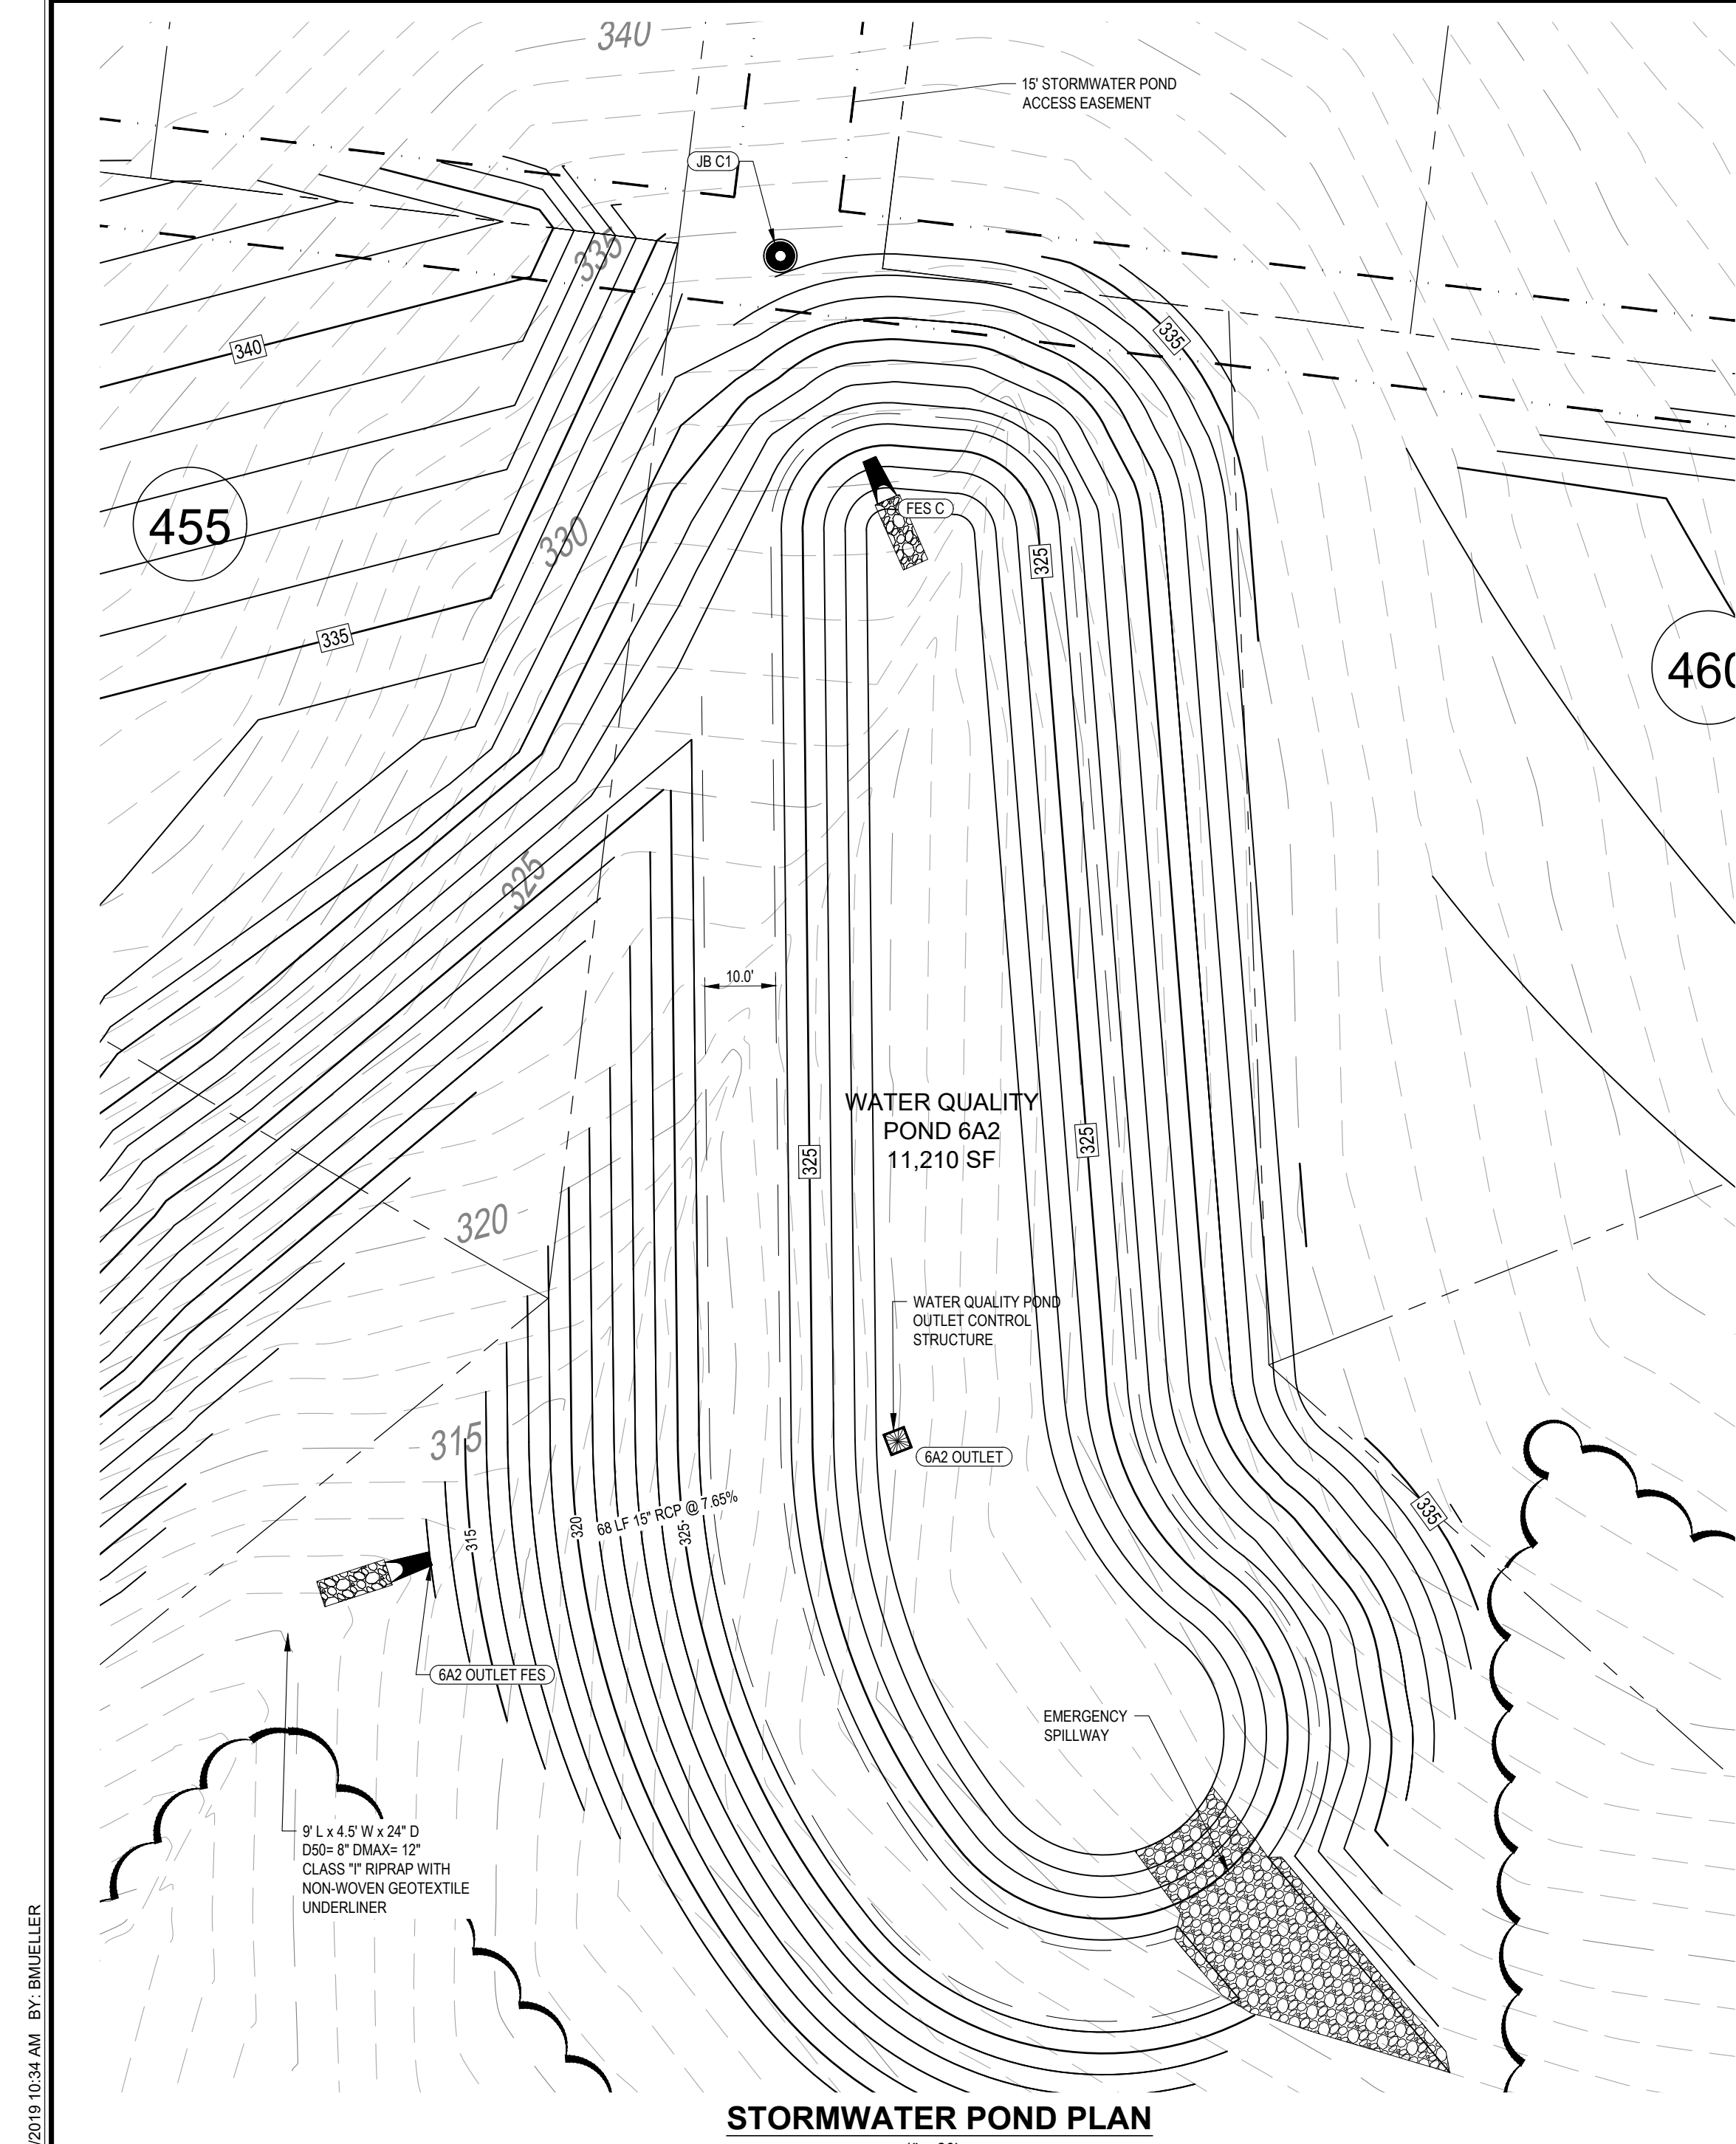 340
15' STORMWATER POND
ACCESS EASEMENT
JB C1
335
335
340
455
330
FES C
325
335
460
325
10.0'
WATER QUALITY
POND 6A2
11,210 SF
325
325
320
WATER QUALITY POND
OUTLET CONTROL
STRUCTURE
315
6A2 OUTLET
335
68 LF 15" RCP @ 7.65%
315
320
325
6A2 OUTLET FES
EMERGENCY
SPILLWAY
9' L x 4.5' W x 24" D
D50= 8" DMAX= 12"
CLASS "I" RIPRAP WITH
NON-WOVEN GEOTEXTILE
UNDERLINER
/2019 10:34 AM BY: BMUELLER
STORMWATER POND PLAN